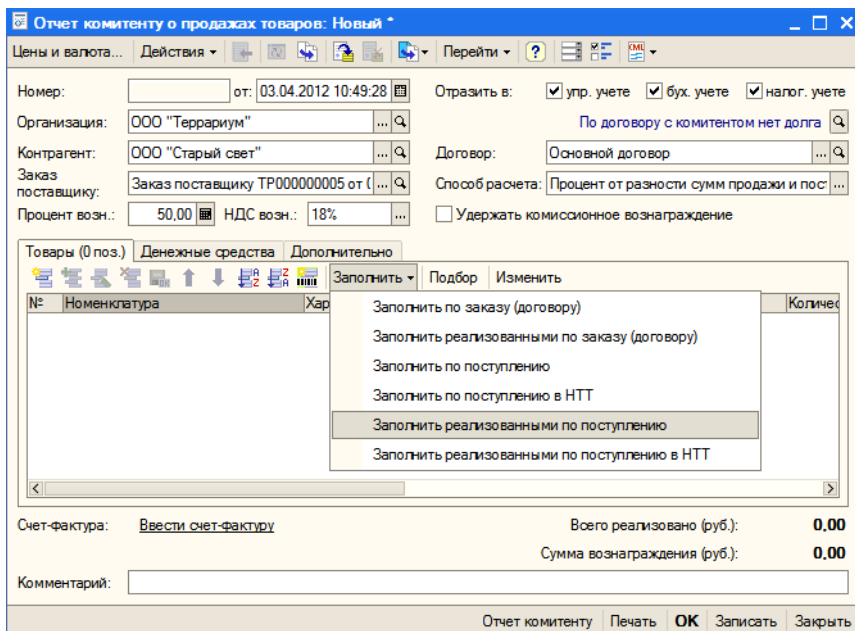 Отчет комитенту о продажах товаров: Новый *
Цены и валюта... Действия Перейти
Номер: от: 03.04.2012 10:49:28 Отразить в: упр. учете бух. учете налог. учете
Организация: ООО "Террариум" ... По договору с комитентом нет долга
Контрагент: ООО "Старый свет" ... Договор: Основной договор ...
Заказ
поставщику: Заказ поставщику ТР000000005 от ( ... Способ расчета: Процент от разности сумм продажи и пост ...
Процент возн.: 50,00 НДС возн.: 18% ... Удержать комиссионное вознаграждение
Товары (0 поз.) Денежные средства Дополнительно
Заполнить Подбор Изменить
№ Номенклатура Хар Количес
Заполнить по заказу (договору)
Заполнить реализованными по заказу (договору)
Заполнить по поступлению
Заполнить по поступлению в НТТ
Заполнить реализованными по поступлению
Заполнить реализованными по поступлению в НТТ
Счет-фактура: Ввести счет-фактуру Всего реализовано (руб.): 0,00
Сумма вознаграждения (руб.): 0,00
Комментарий:
Отчет комитенту Печать OK Записать Закрыть